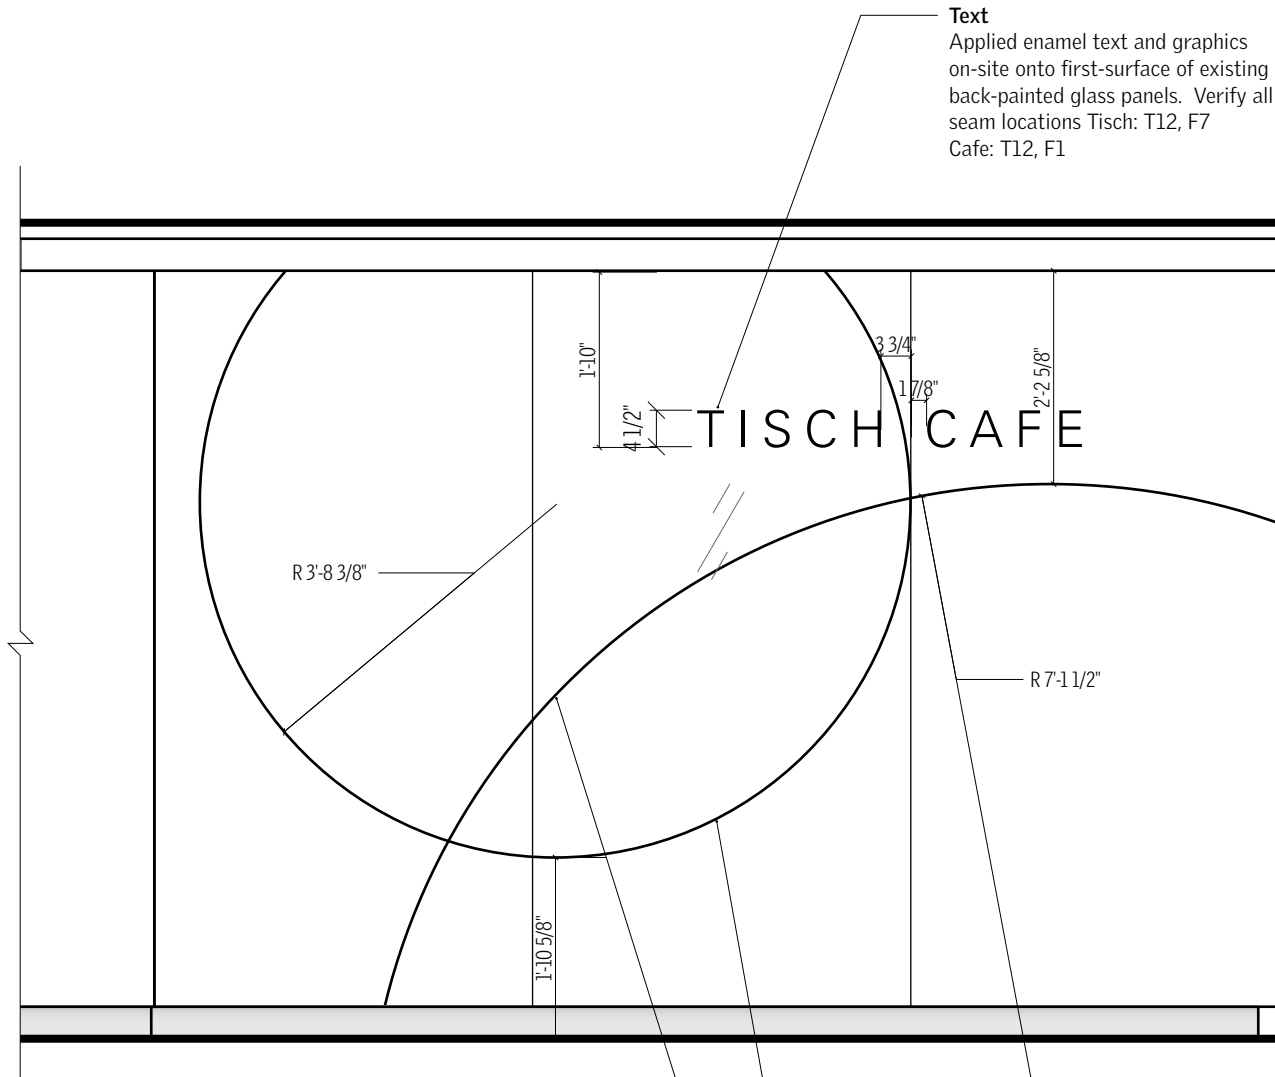 Text
Applied enamel text and graphics
on-site onto first-surface of existing
back-painted glass panels. Verify all
seam locations Tisch: T12, F7
Cafe: T12, F1
3 3/4"
1'-10"
1 7/8"
2'-2 5/8"
4 1/2"
TISCH CAFE
R 3'-8 3/8"
R 7'-1 1/2"
1'-10 5/8"